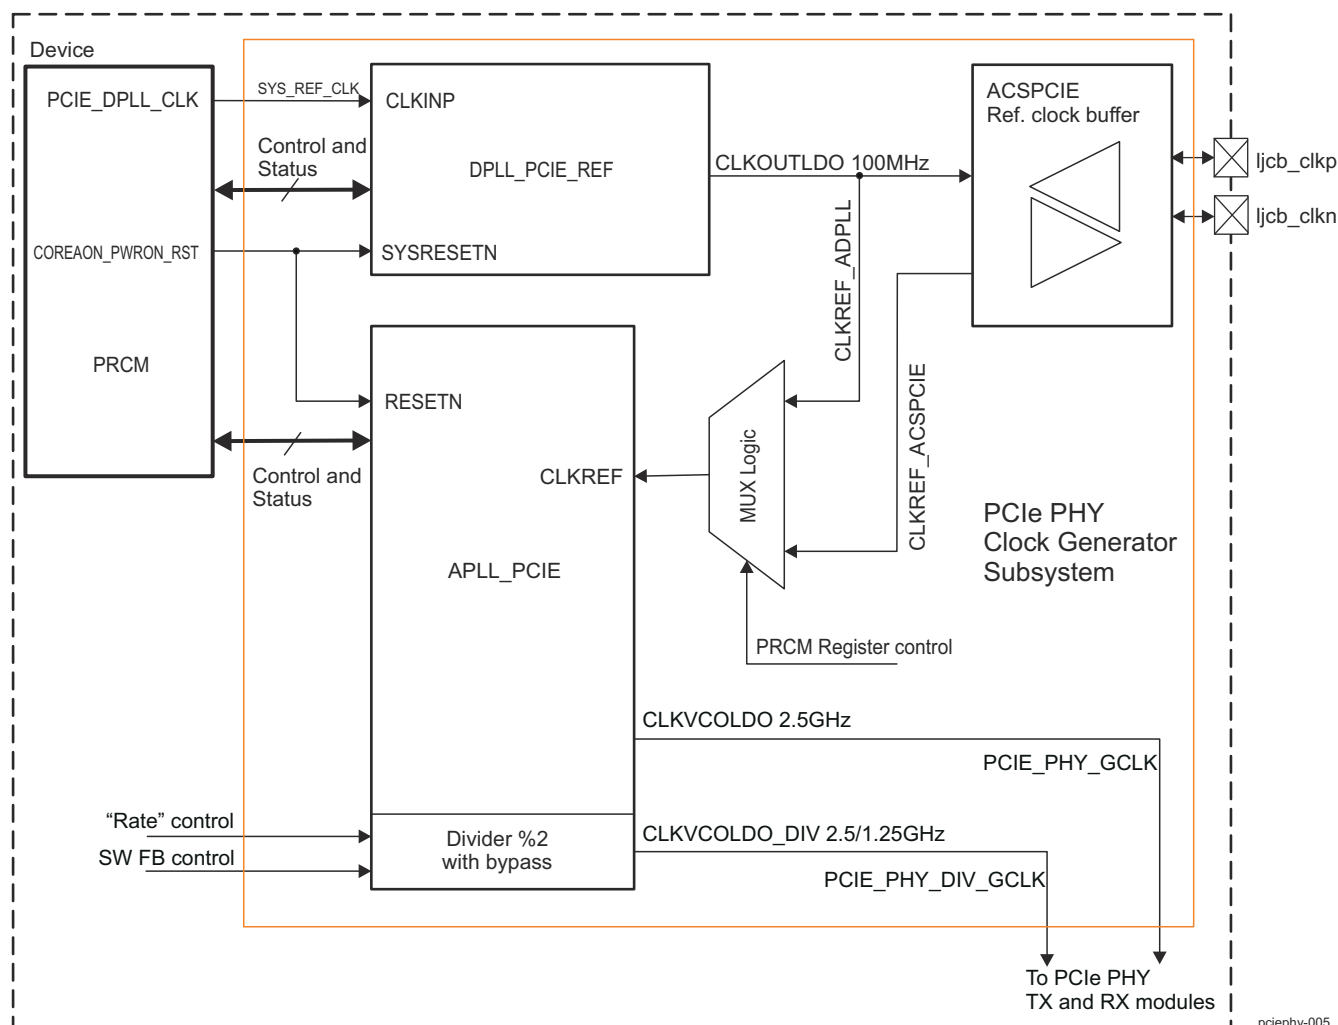 Device
PCIE_DPLL_CLK
COREAON_PWRON_RST
PRCM
SYS_REF_CLK
Control and
Status
CLKINP
DPLL_PCIE_REF
SYSRESETN
CLKOUTLDO 100MHz
ACSPCIE
Ref. clock buffer
ljcb_clkp
ljcb_clkn
CLKREF_ADPLL
CLKREF_ACSPCIE
RESETN
Control and
Status
CLKREF
MUX Logic
APLL_PCIE
PCIe PHY
Clock Generator
Subsystem
PRCM Register control
CLKVCOLDO 2.5GHz
PCIE_PHY_GCLK
“Rate” control
SW FB control
Divider %2
with bypass
CLKVCOLDO_DIV 2.5/1.25GHz
PCIE_PHY_DIV_GCLK
To PCIe PHY
TX and RX modules
pciephy-005